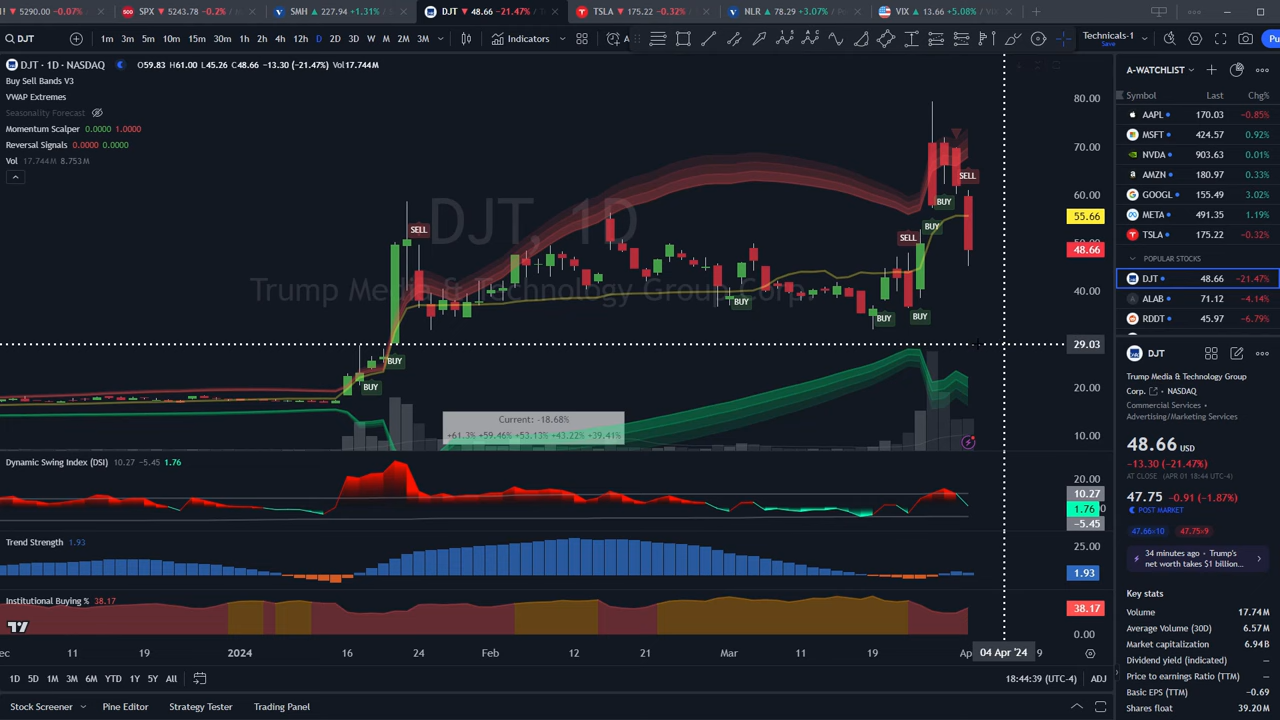 5290.00 −0.07%
SPX ▼ 5243.78 −0.2%
SMH ▲ 227.94 +1.31%
DJT ▼ 48.66 −21.47%
TSLA ▼ 175.22 −0.32%
NLR ▲ 78.29 +3.07%
VIX ▲ 13.66 +5.08%
DJT
1m 5m 10m 15m 30m 1h 2h 4h 12h D 2D 3D W M 2M 3M
Indicators
Technicals-1
Save
DJT · 1D · NASDAQ
O59.83 H61.00 L45.26 C48.66 −13.30 (−21.47%) Vol17.744M
Buy Sell Bands V3
VWAP Extremes
Seasonality Forecast
Momentum Scalper 0.0000 1.0000
Reversal Signals 0.0000 0.0000
Vol 17.744M 8.753M
DJT, 1D
Trump Media & Technology Group Corp.
SELL
SELL
SELL
BUY
BUY
BUY
BUY
BUY
BUY
BUY
80.00
70.00
60.00
55.66
48.66
40.00
29.03
20.00
10.00
Current: -18.68%
+61.3% +59.46% +53.13% +43.22% +39.41%
Dynamic Swing Index (DSI) 10.27 −5.45 1.76
20.00
10.27
1.76
−5.45
Trend Strength 1.93
25.00
1.93
Institutional Buying % 38.17
38.17
0.00
11 19 2024 16 24 Feb 12 21 Mar 11 19 04 Apr '24
1D 5D 1M 3M 6M YTD 1Y 5Y All
18:44:39 (UTC-4) ADJ
Stock Screener Pine Editor Strategy Tester Trading Panel
A-WATCHLIST
Symbol Last Chg%
AAPL 170.03 −0.85%
MSFT 424.57 0.92%
NVDA 903.63 0.01%
AMZN 180.97 0.33%
GOOGL 155.49 3.02%
META 491.35 1.19%
TSLA 175.22 −0.32%
POPULAR STOCKS
DJT 48.66 −21.47%
ALAB 71.12 −4.14%
RDDT 45.97 −6.79%
DJT
Trump Media & Technology Group
Corp. • NASDAQ
Commercial Services •
Advertising/Marketing Services
48.66 USD
−13.30 (−21.47%)
AT CLOSE (APR 01 18:44 UTC-4)
47.75 −0.91 (−1.87%)
POST MARKET
47.66×10 47.75×9
34 minutes ago • Trump's
net worth takes $1 billion...
Key stats
Volume 17.74M
Average Volume (30D) 6.57M
Market capitalization 6.94B
Dividend yield (indicated) —
Price to earnings Ratio (TTM) —
Basic EPS (TTM) −0.69
Shares float 39.20M